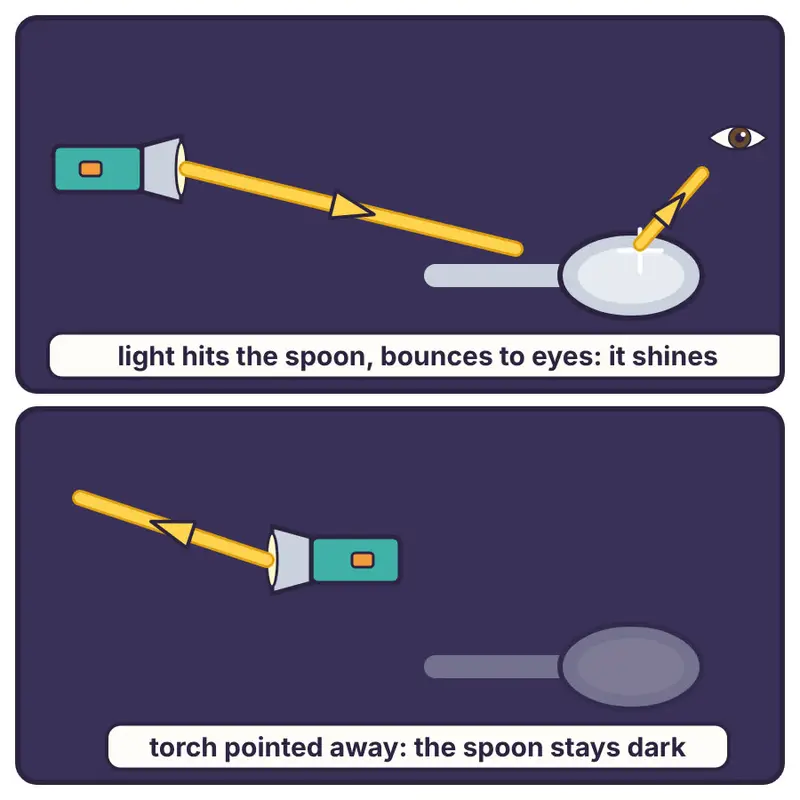 light hits the spoon, bounces to eyes: it shines
torch pointed away: the spoon stays dark